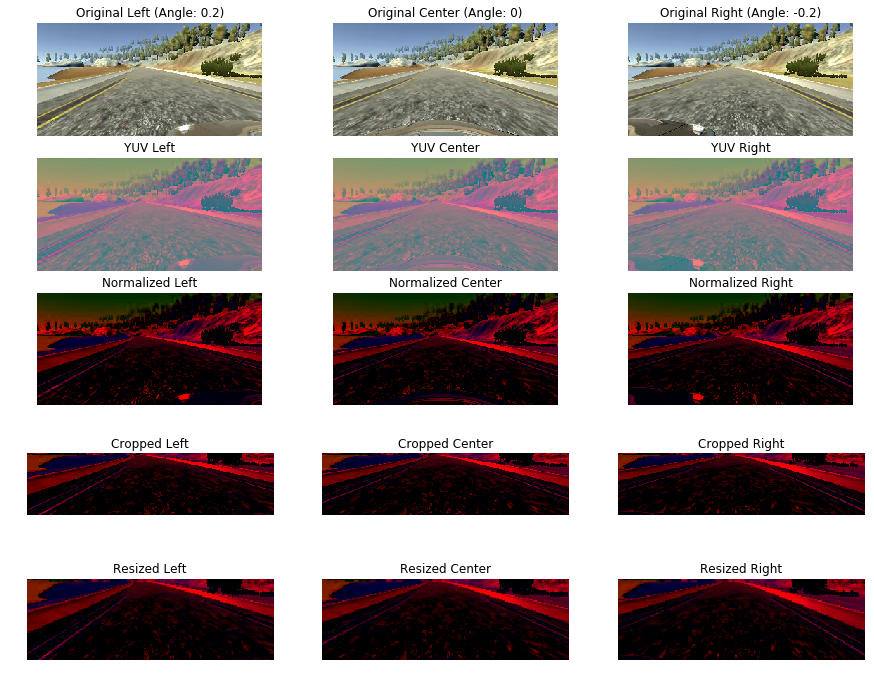 Original Left (Angle: 0.2)
Original Center (Angle: 0)
Original Right (Angle: -0.2)
YUV Left
YUV Center
YUV Right
Normalized Left
Normalized Center
Normalized Right
Cropped Left
Cropped Center
Cropped Right
Resized Left
Resized Center
Resized Right